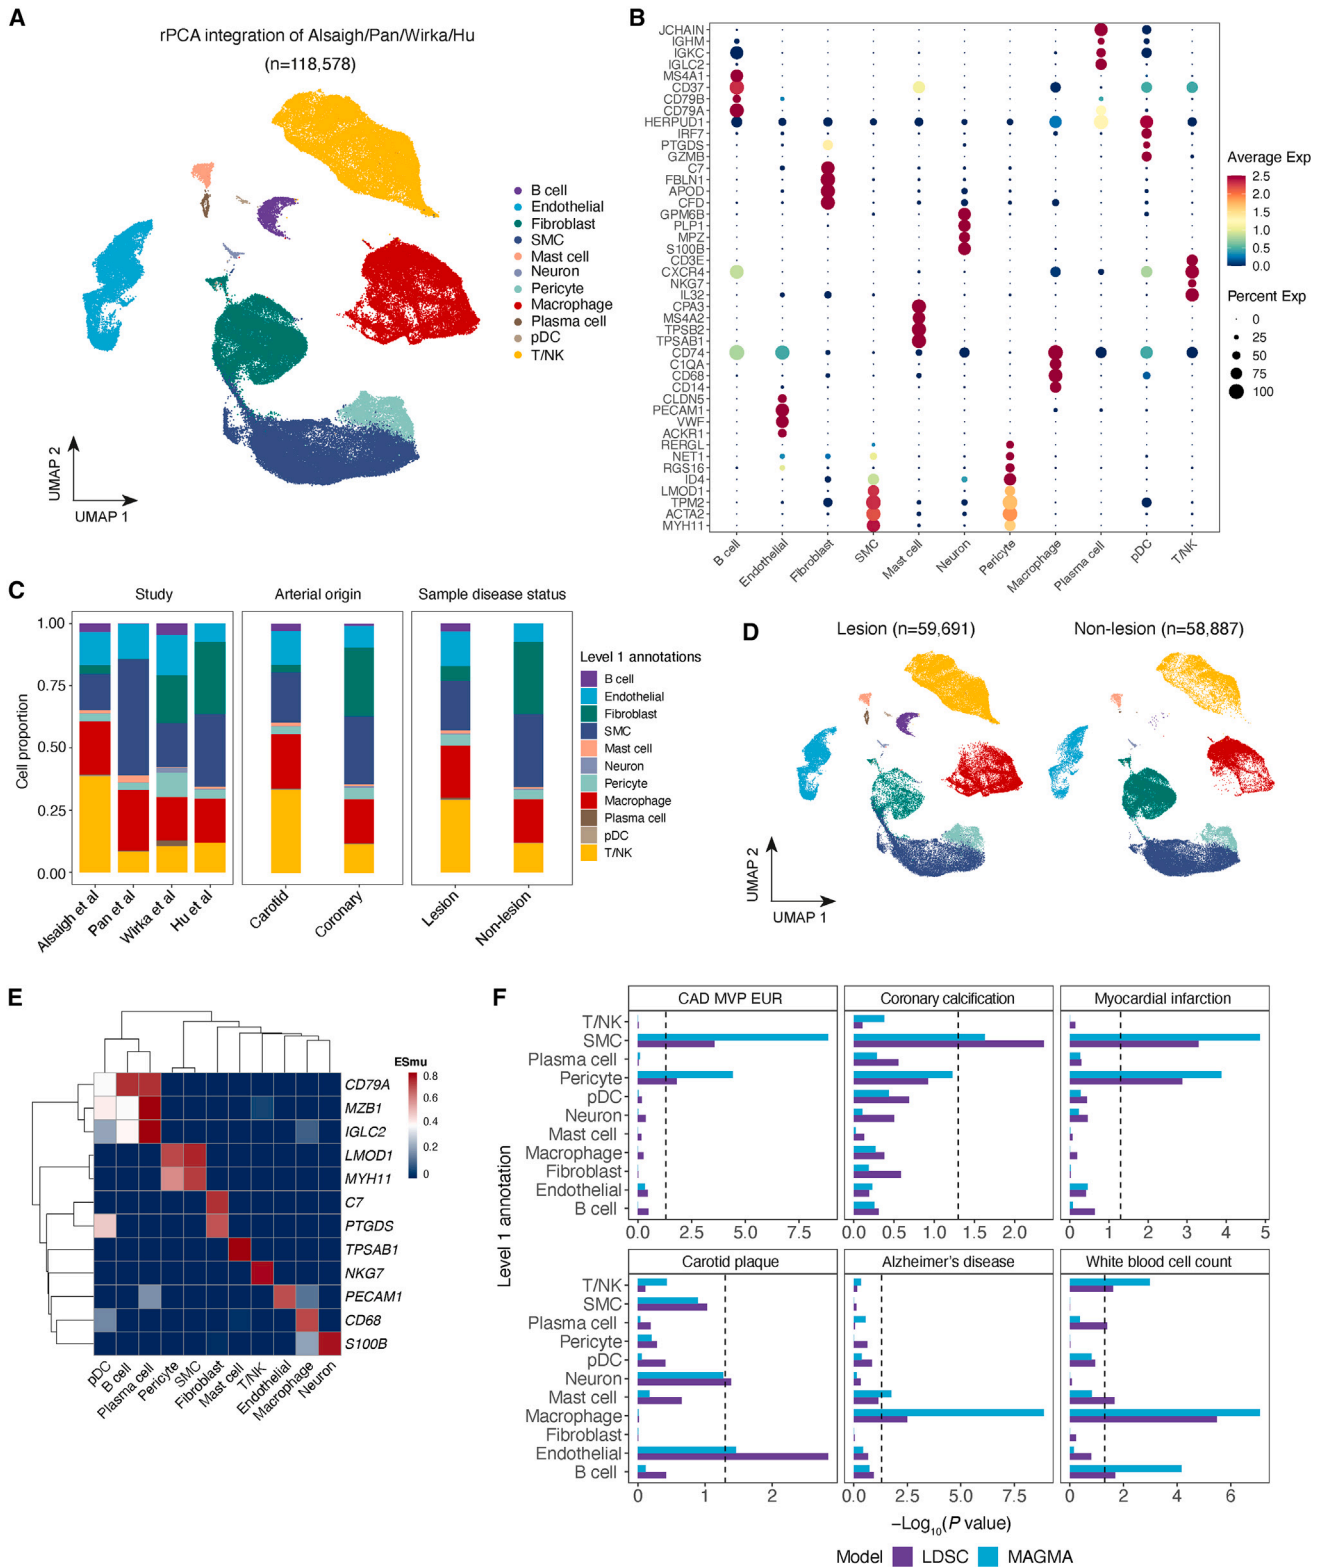 A
rPCA integration of Alsaigh/Pan/Wirka/Hu
(n=118,578)
B cell
Endothelial
Fibroblast
SMC
Mast cell
Neuron
Pericyte
Macrophage
Plasma cell
pDC
T/NK
UMAP 2
UMAP 1
B
JCHAIN
IGHM
IGKC
IGLC2
MS4A1
CD37
CD79B
CD79A
HERPUD1
IRF7
PTGDS
GZMB
C7
FBLN1
APOD
CFD
GPM6B
PLP1
MPZ
S100B
CD3E
CXCR4
NKG7
IL32
CPA3
MS4A2
TPSB2
TPSAB1
CD74
C1QA
CD68
CD14
CLDN5
PECAM1
VWF
ACKR1
RERGL
NET1
RGS16
ID4
LMOD1
TPM2
ACTA2
MYH11
B cell
Endothelial
Fibroblast
SMC
Mast cell
Neuron
Pericyte
Macrophage
Plasma cell
pDC
T/NK
Average Exp
2.5
2.0
1.5
1.0
0.5
0.0
Percent Exp
0
25
50
75
100
C
Study
Arterial origin
Sample disease status
Cell proportion
1.00
0.75
0.50
0.25
0.00
Alsaigh et al
Pan et al
Wirka et al
Hu et al
Carotid
Coronary
Lesion
Non-lesion
Level 1 annotations
B cell
Endothelial
Fibroblast
SMC
Mast cell
Neuron
Pericyte
Macrophage
Plasma cell
pDC
T/NK
D
Lesion (n=59,691)
Non-lesion (n=58,887)
UMAP 2
UMAP 1
E
ESmu
0.8
0.6
0.4
0.2
0
CD79A
MZB1
IGLC2
LMOD1
MYH11
C7
PTGDS
TPSAB1
NKG7
PECAM1
CD68
S100B
pDC
B cell
Plasma cell
Pericyte
SMC
Fibroblast
Mast cell
T/NK
Endothelial
Macrophage
Neuron
F
Level 1 annotation
CAD MVP EUR
Coronary calcification
Myocardial infarction
T/NK
SMC
Plasma cell
Pericyte
pDC
Neuron
Mast cell
Macrophage
Fibroblast
Endothelial
B cell
0 2.5 5.0 7.5
0.0 0.5 1.0 1.5 2.0
0 1 2 3 4 5
Carotid plaque
Alzheimer's disease
White blood cell count
T/NK
SMC
Plasma cell
Pericyte
pDC
Neuron
Mast cell
Macrophage
Fibroblast
Endothelial
B cell
0 1 2
0.0 2.5 5.0 7.5
0 2 4 6
−Log10(P value)
Model LDSC MAGMA